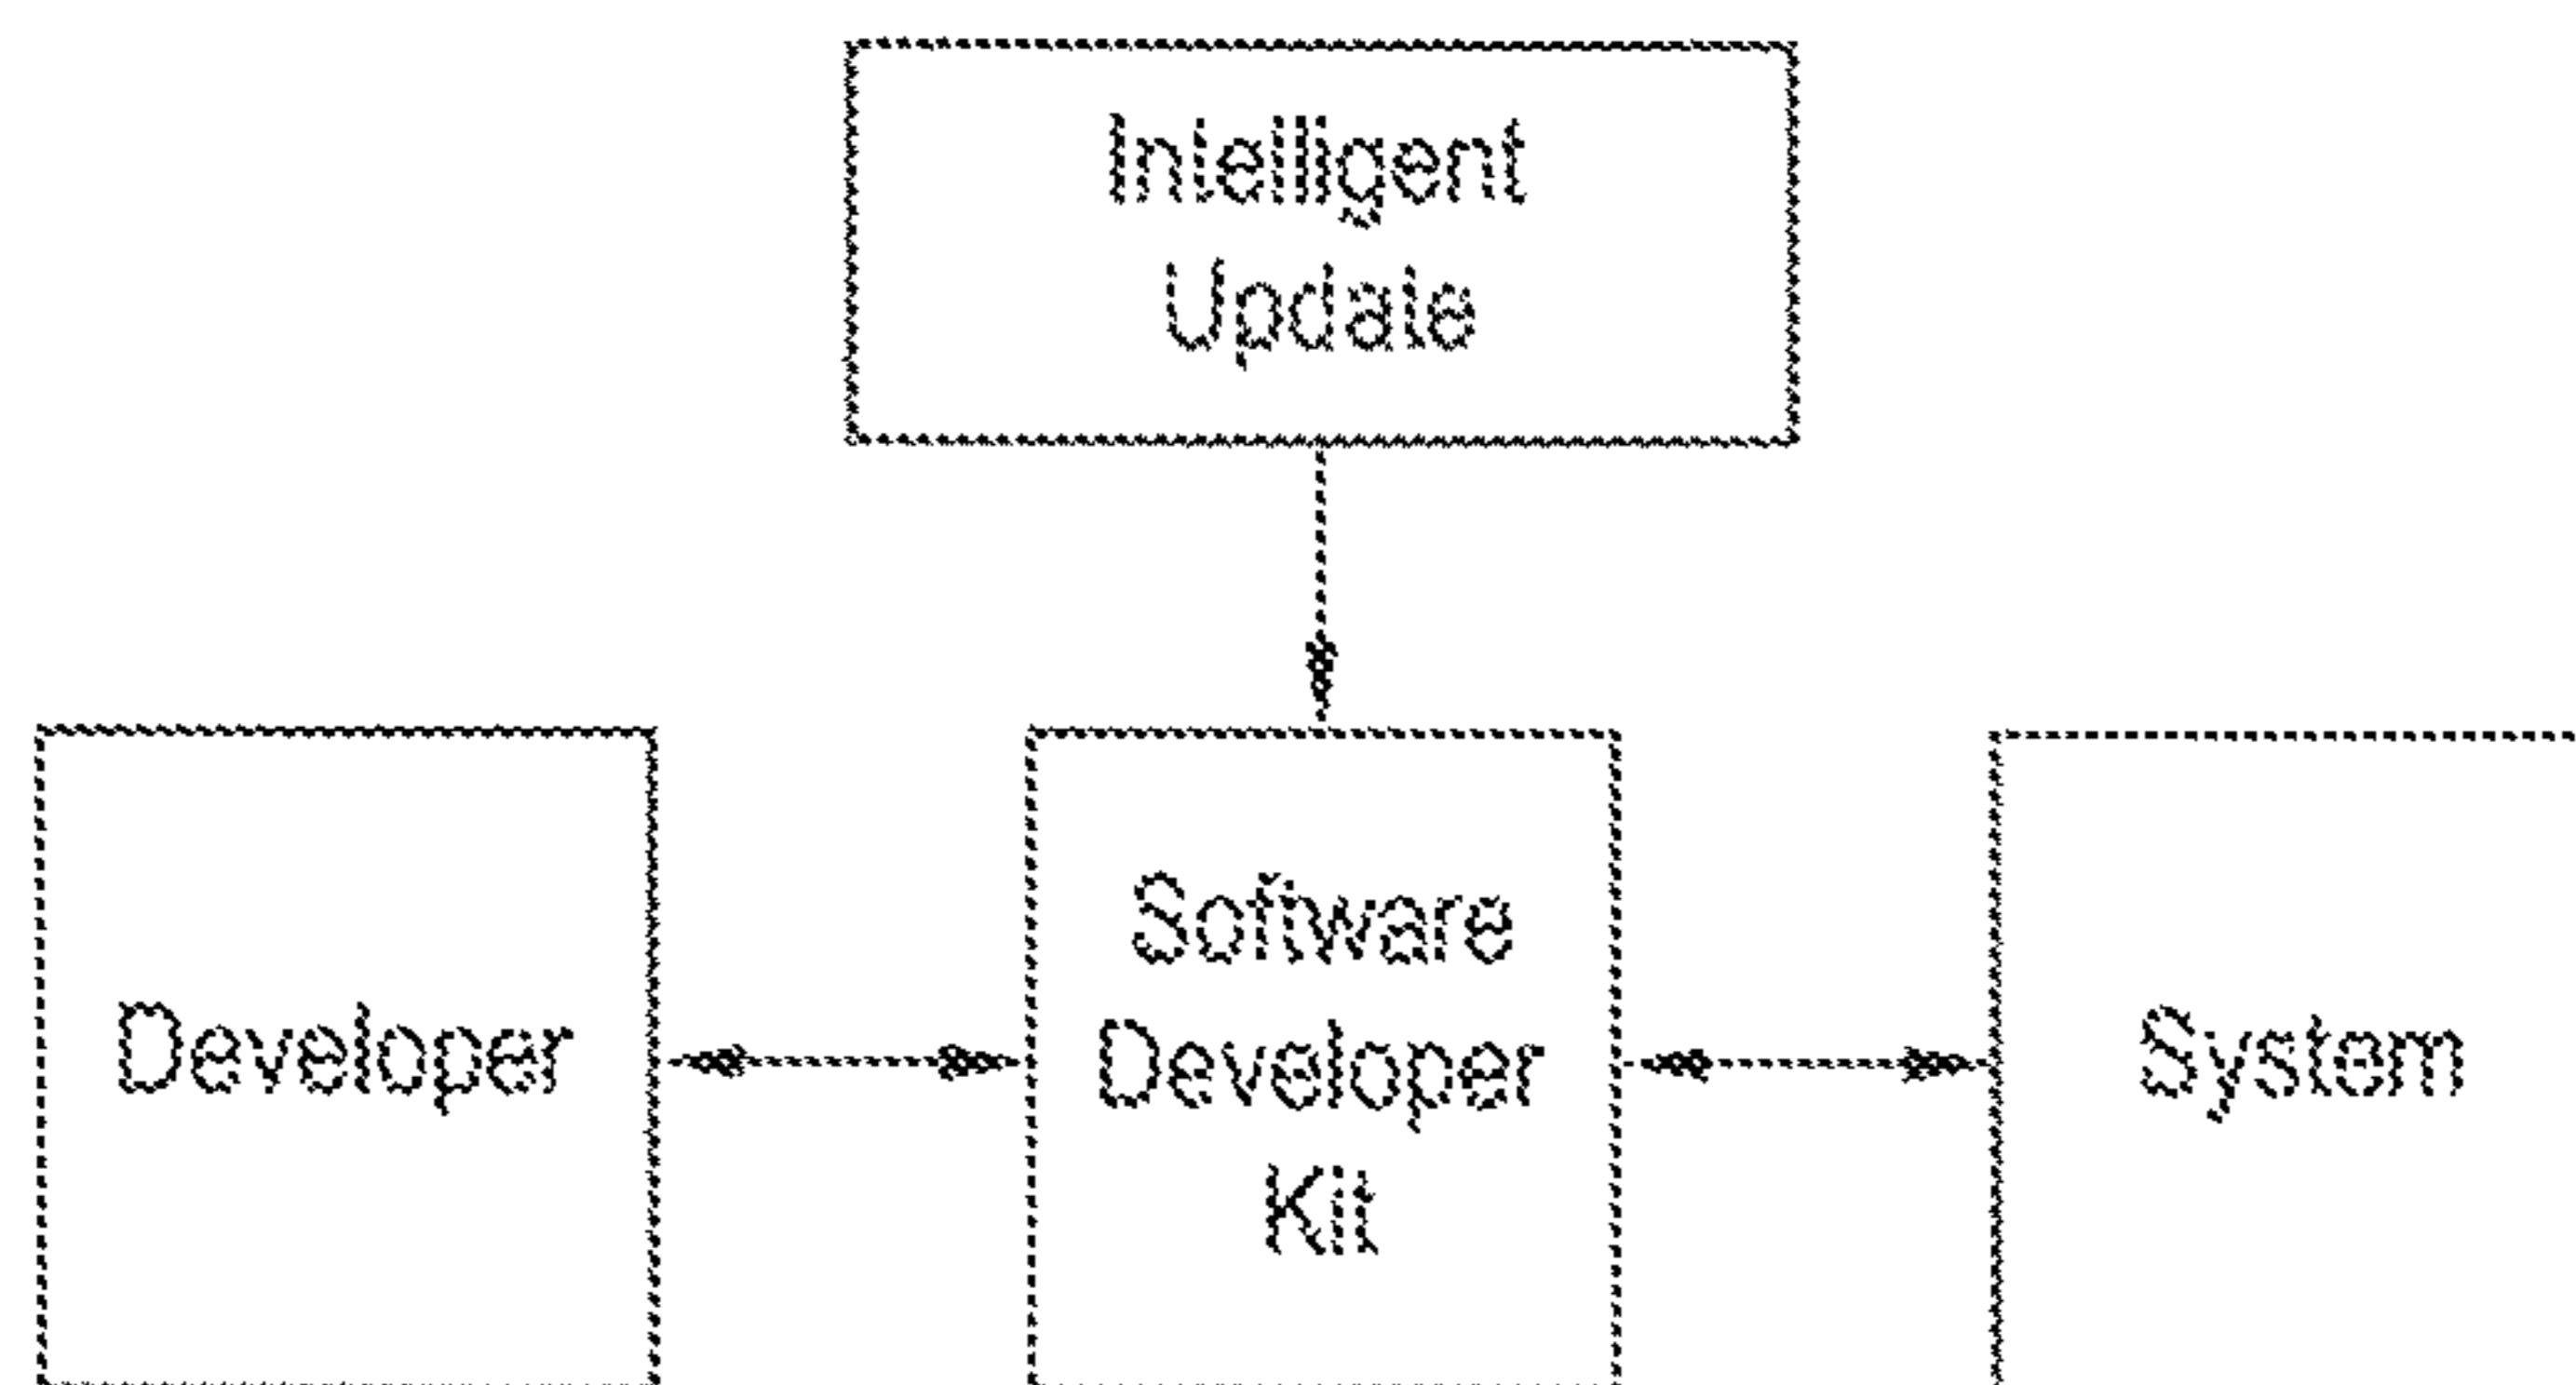 Intelligent
Update
Developer
Software
Developer
Kit
System